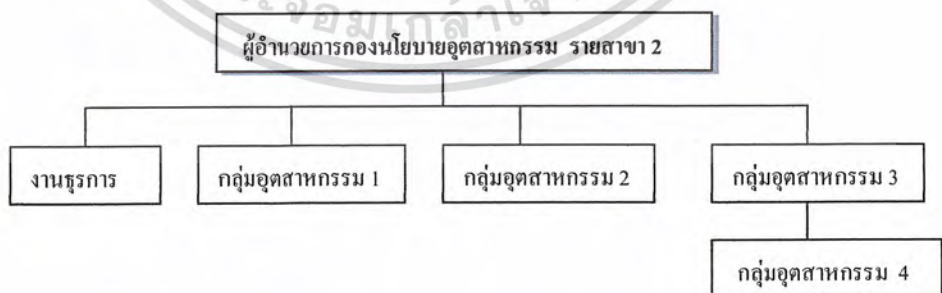 ผู้อำนวยการกองนโยบายอุตสาหกรรม รายสาขา 2
งานธุรการ
กลุ่มอุตสาหกรรม 1
กลุ่มอุตสาหกรรม 2
กลุ่มอุตสาหกรรม 3
กลุ่มอุตสาหกรรม 4